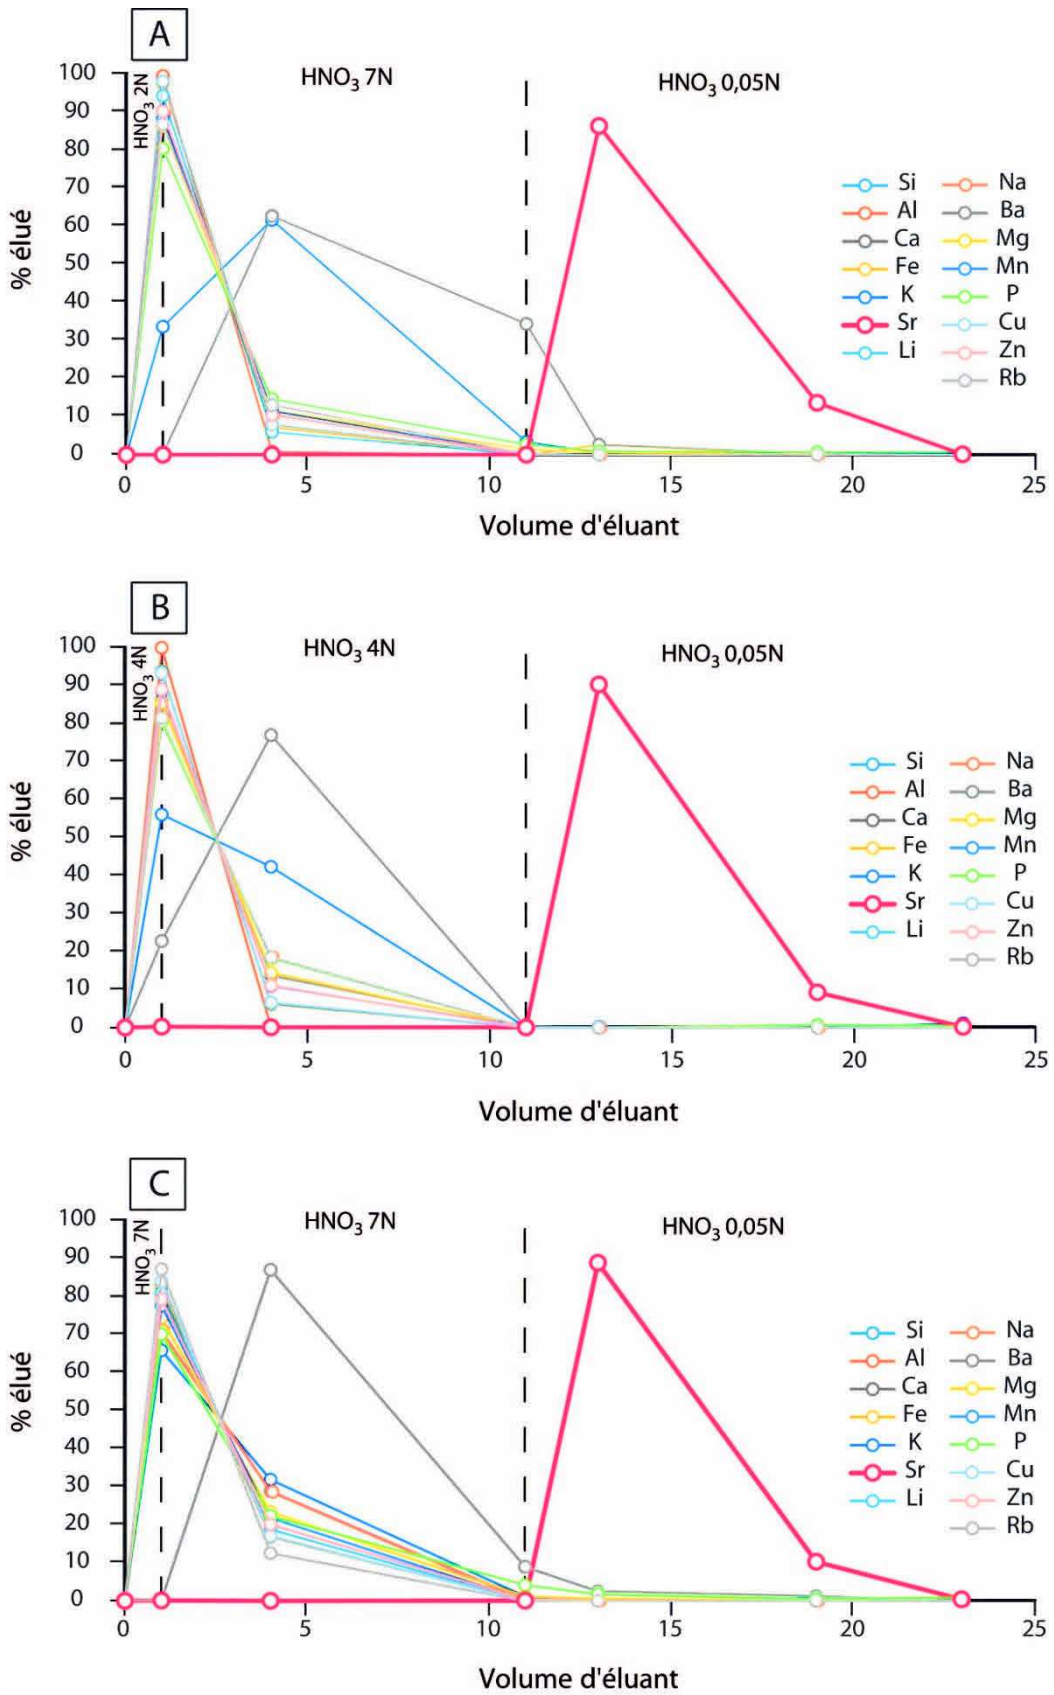 A
HNO3 2N
HNO3 7N
HNO3 0,05N
100
90
80
70
60
50
40
30
20
10
0
% élué
0 5 10 15 20 25
Volume d'éluant
Si Na
Al Ba
Ca Mg
Fe Mn
K P
Sr Cu
Li Zn
Rb
B
HNO3 4N
HNO3 4N
HNO3 0,05N
100
90
80
70
60
50
40
30
20
10
0
% élué
0 5 10 15 20 25
Volume d'éluant
Si Na
Al Ba
Ca Mg
Fe Mn
K P
Sr Cu
Li Zn
Rb
C
HNO3 7N
HNO3 7N
HNO3 0,05N
100
90
80
70
60
50
40
30
20
10
0
% élué
0 5 10 15 20 25
Volume d'éluant
Si Na
Al Ba
Ca Mg
Fe Mn
K P
Sr Cu
Li Zn
Rb